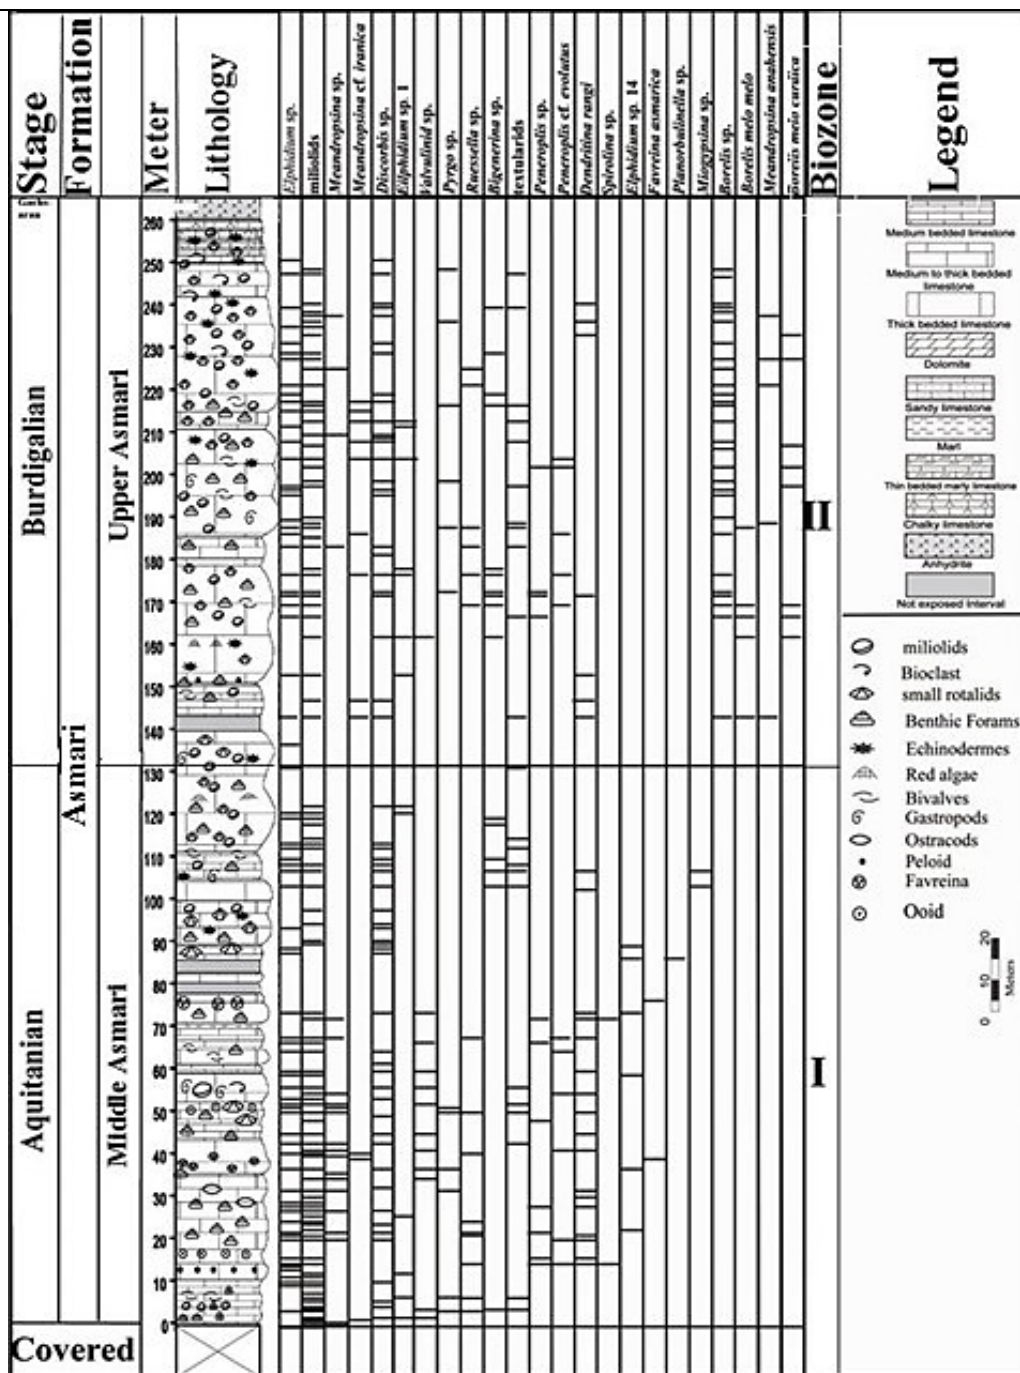 Stage
Formation
Meter
Lithology
Elphidium sp.
miliolids
Meandropsina sp.
Meandropsina cf. iranica
Discorbis sp.
Elphidium sp. 1
Valvulinid sp.
Pyrgo sp.
Reussella sp.
Bigenerina sp.
textularids
Peneroplis sp.
Peneroplis cf. evolutus
Dendritina rangi
Spirolina sp.
Elphidium sp. 14
Favreina asmarica
Planorbulinella sp.
Miogypsina sp.
Borelis sp.
Borelis melo melo
Meandropsina anahensis
Borelis melo curdica
Biozone
Legend
Burdigalian
Aquitanian
Covered
Asmari
Upper Asmari
Middle Asmari
260
250
240
230
220
210
200
190
180
170
160
150
140
130
120
110
100
90
80
70
60
50
40
30
20
10
0
II
I
Medium bedded limestone
Medium to thick bedded
limestone
Thick bedded limestone
Dolomite
Sandy limestone
Marl
Thin bedded marly limestone
Chalky limestone
Anhydrite
Not exposed Interval
miliolids
Bioclast
small rotalids
Benthic Forams
Echinodermes
Red algae
Bivalves
Gastropods
Ostracods
Peloid
Favreina
Ooid
0 10 20
Meters